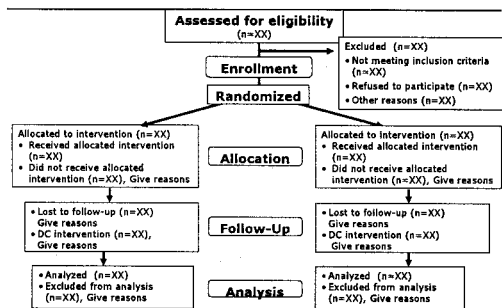 Assessed for eligibility
(n=XX)
Excluded (n=XX)
• Not meeting inclusion criteria
(n=XX)
• Refused to participate (n=XX)
• Other reasons (n=XX)
Enrollment
Randomized
Allocated to intervention (n=XX)
• Received allocated intervention
(n=XX)
• Did not receive allocated
intervention (n=XX), Give reasons
Allocation
Allocated to intervention (n=XX)
• Received allocated intervention
(n=XX)
• Did not receive allocated
intervention (n=XX), Give reasons
• Lost to follow-up (n=XX)
Give reasons
• DC intervention (n=XX),
Give reasons
Follow-Up
• Lost to follow-up (n=XX)
Give reasons
• DC intervention (n=XX),
Give reasons
• Analyzed (n=XX)
• Excluded from analysis
(n=XX), Give reasons
Analysis
• Analyzed (n=XX)
• Excluded from analysis
(n=XX), Give reasons